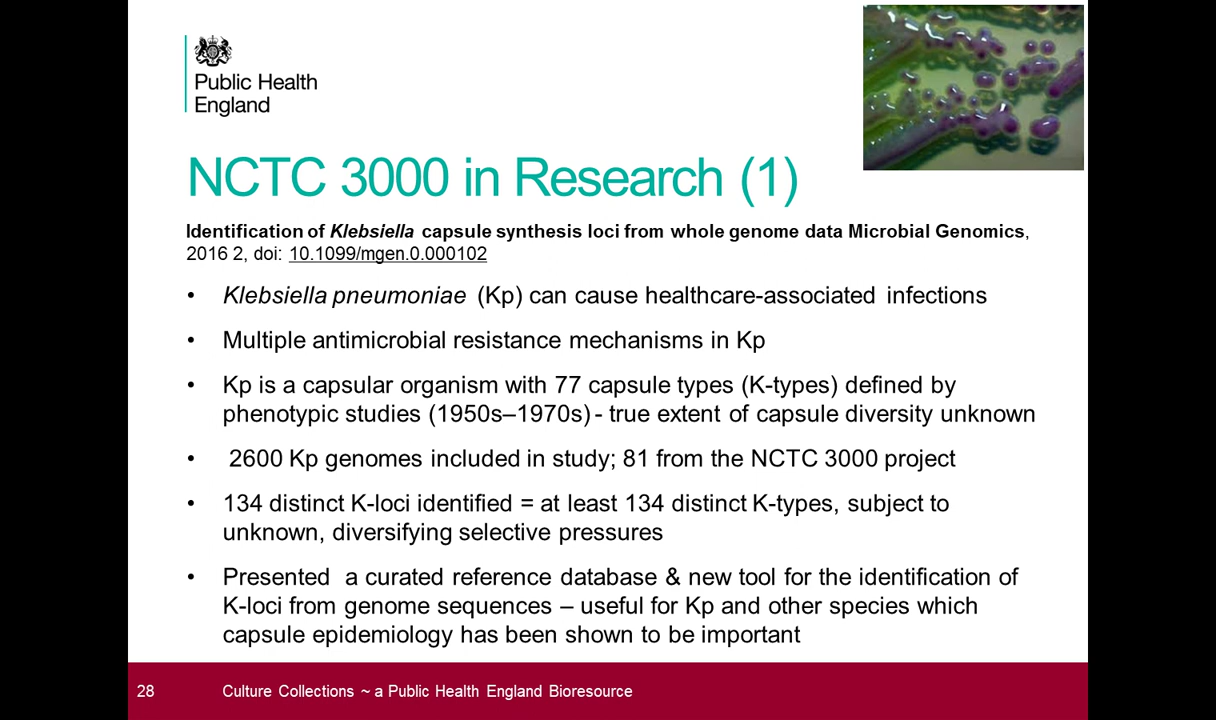 Public Health
England
NCTC 3000 in Research (1)
Identification of Klebsiella capsule synthesis loci from whole genome data Microbial Genomics,
2016 2, doi: 10.1099/mgen.0.000102
• Klebsiella pneumoniae (Kp) can cause healthcare-associated infections
• Multiple antimicrobial resistance mechanisms in Kp
• Kp is a capsular organism with 77 capsule types (K-types) defined by
phenotypic studies (1950s–1970s) - true extent of capsule diversity unknown
• 2600 Kp genomes included in study; 81 from the NCTC 3000 project
• 134 distinct K-loci identified = at least 134 distinct K-types, subject to
unknown, diversifying selective pressures
• Presented a curated reference database & new tool for the identification of
K-loci from genome sequences – useful for Kp and other species which
capsule epidemiology has been shown to be important
28 Culture Collections ~ a Public Health England Bioresource